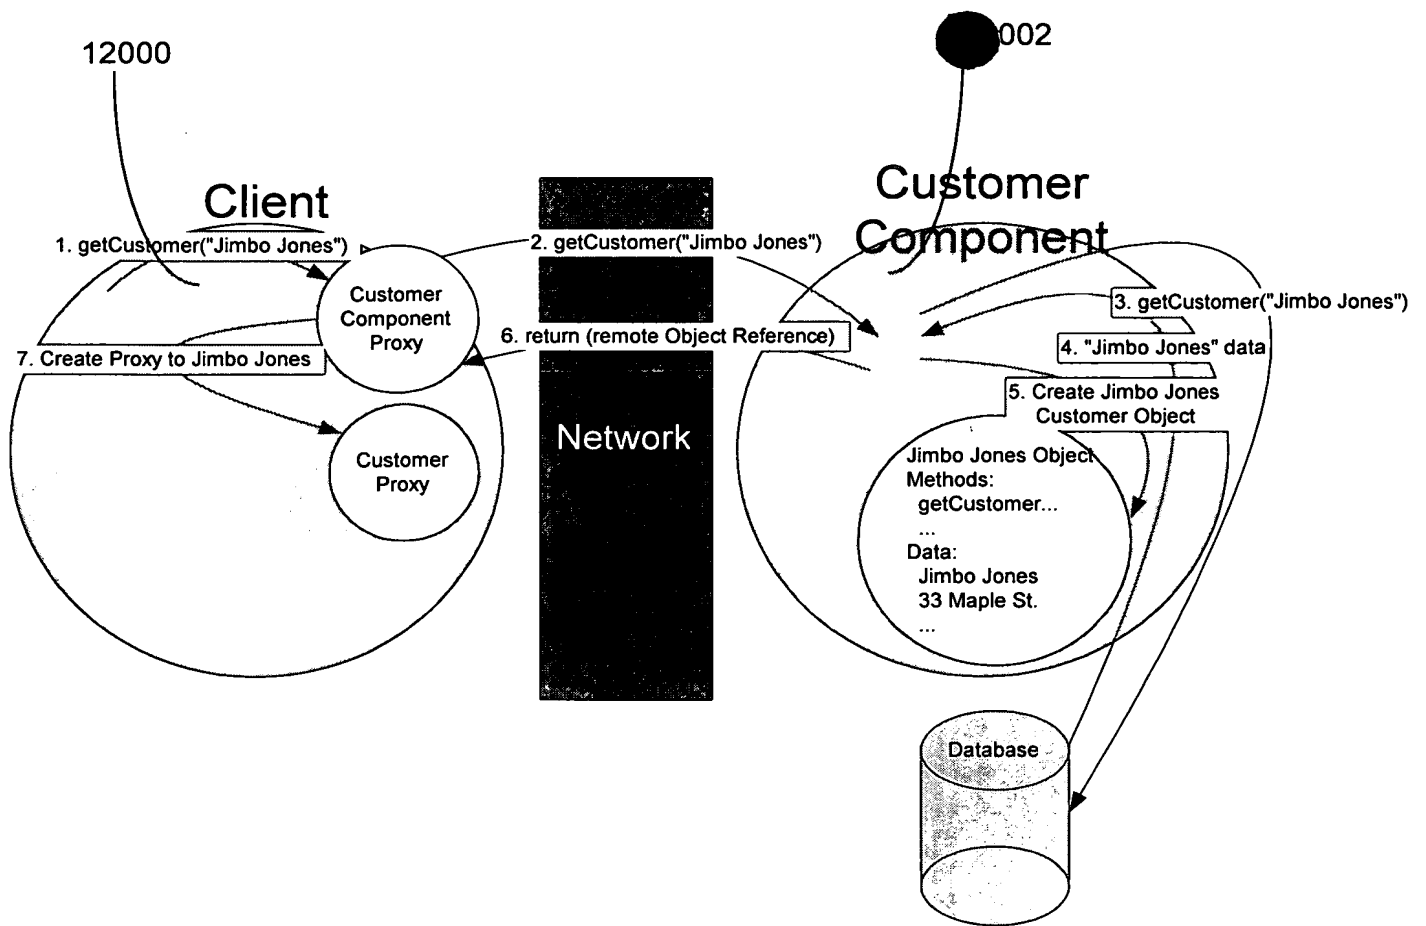 12000
002
Client
Customer
Component
1. getCustomer("Jimbo Jones")
2. getCustomer("Jimbo Jones")
3. getCustomer("Jimbo Jones")
Customer
Component
Proxy
6. return (remote Object Reference)
4. "Jimbo Jones" data
7. Create Proxy to Jimbo Jones
5. Create Jimbo Jones
Customer Object
Network
Customer
Proxy
Jimbo Jones Object
Methods:
getCustomer...
...
Data:
Jimbo Jones
33 Maple St.
...
Database